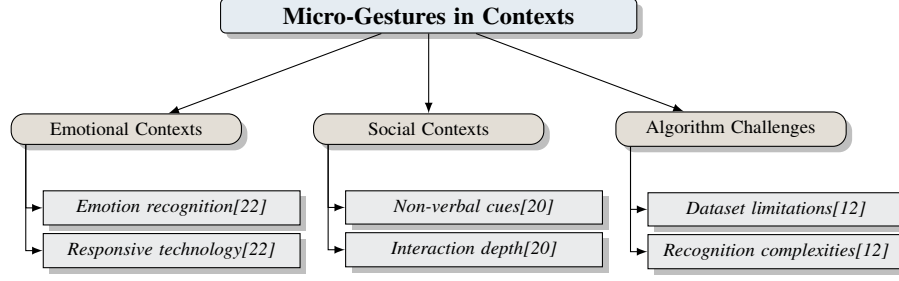 Micro-Gestures in Contexts
Emotional Contexts
Emotion recognition[22]
Responsive technology[22]
Social Contexts
Non-verbal cues[20]
Interaction depth[20]
Algorithm Challenges
Dataset limitations[12]
Recognition complexities[12]